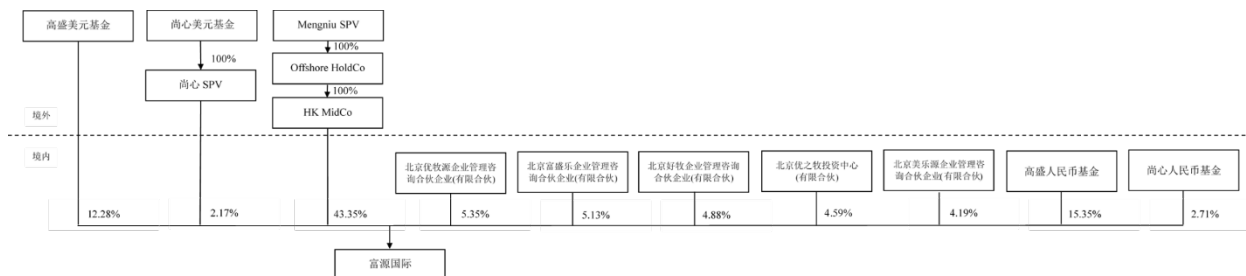 高盛美元基金
尚心美元基金
Mengniu SPV
100%
100%
尚心 SPV
Offshore HoldCo
100%
HK MidCo
境外
境内
北京优牧源企业管理咨
询合伙企业(有限合伙)
北京富盛乐企业管理咨
询合伙企业(有限合伙)
北京好牧企业管理咨询
合伙企业(有限合伙)
北京优之牧投资中心
(有限合伙)
北京美乐源企业管理咨
询合伙企业(有限合伙)
高盛人民币基金
尚心人民币基金
12.28%
2.17%
43.35%
5.35%
5.13%
4.88%
4.59%
4.19%
15.35%
2.71%
富源国际